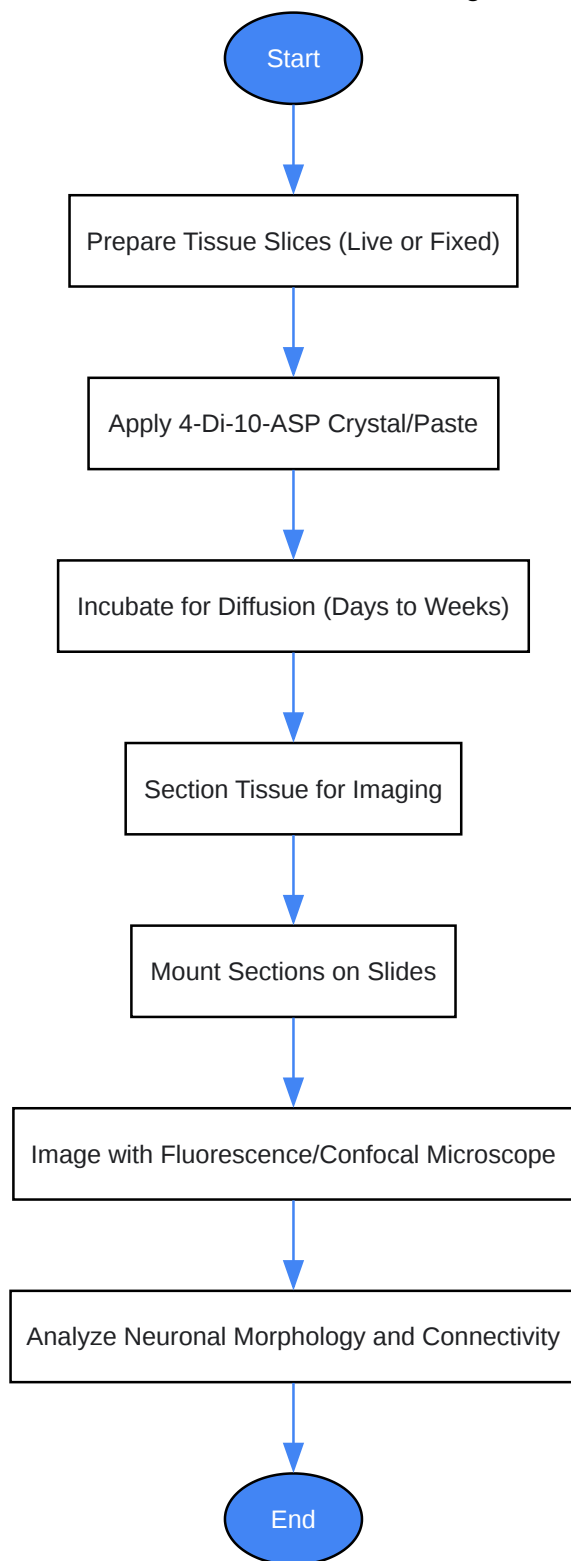 Start
Prepare Tissue Slices (Live or Fixed)
Apply 4-Di-10-ASP Crystal/Paste
Incubate for Diffusion (Days to Weeks)
Section Tissue for Imaging
Mount Sections on Slides
Image with Fluorescence/Confocal Microscope
Analyze Neuronal Morphology and Connectivity
End